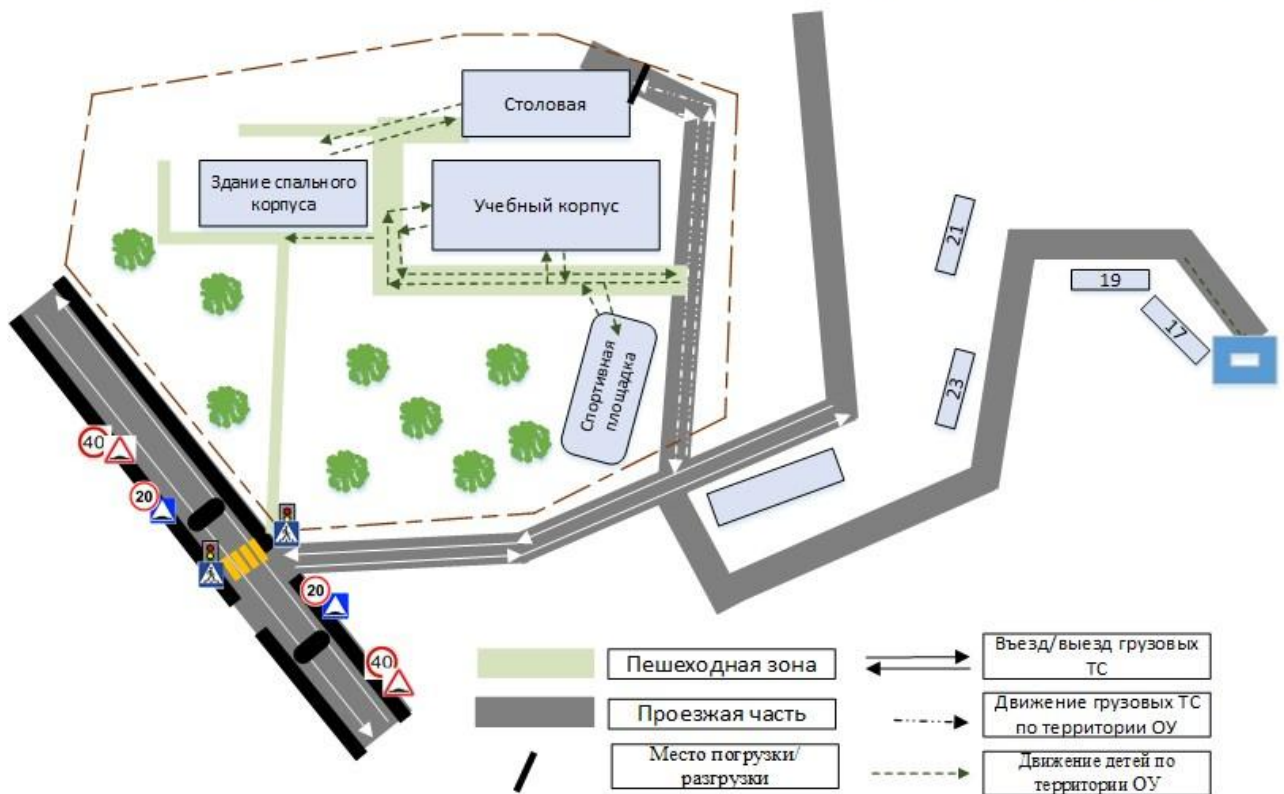 Столовая
Здание спального
корпуса
Учебный корпус
Спортивная
площадка
21
19
17
23
40
20
20
40
Пешеходная зона
Проезжая часть
Место погрузки/
разгрузки
Въезд/выезд грузовых
ТС
Движение грузовых ТС
по территории ОУ
Движение детей по
территории ОУ